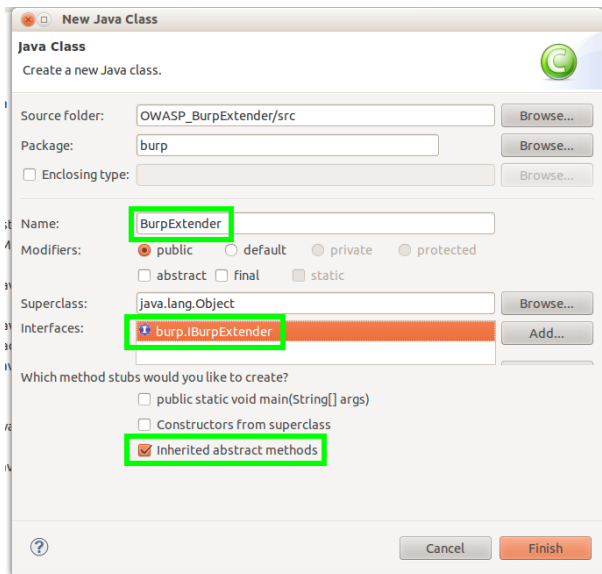 New Java Class
Java Class
Create a new Java class.
Source folder: OWASP_BurpExtender/src Browse...
Package: burp Browse...
Enclosing type: Browse...
Name: BurpExtender
Modifiers: public default private protected
abstract final static
Superclass: java.lang.Object Browse...
Interfaces: burp.IBurpExtender Add...
Which method stubs would you like to create?
public static void main(String[] args)
Constructors from superclass
Inherited abstract methods
? Cancel Finish